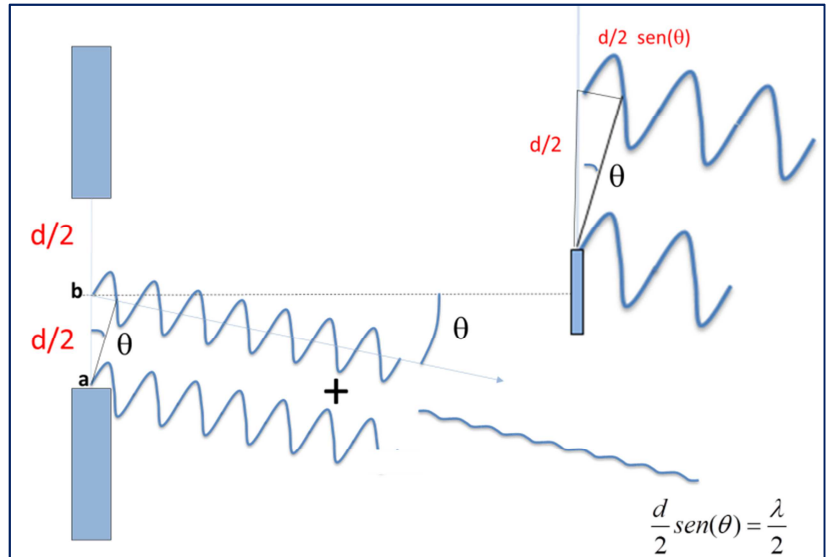 d/2 sen(θ)
d/2
θ
d/2
b
θ
d/2
θ
a
+
d/2 sen(θ) = λ/2